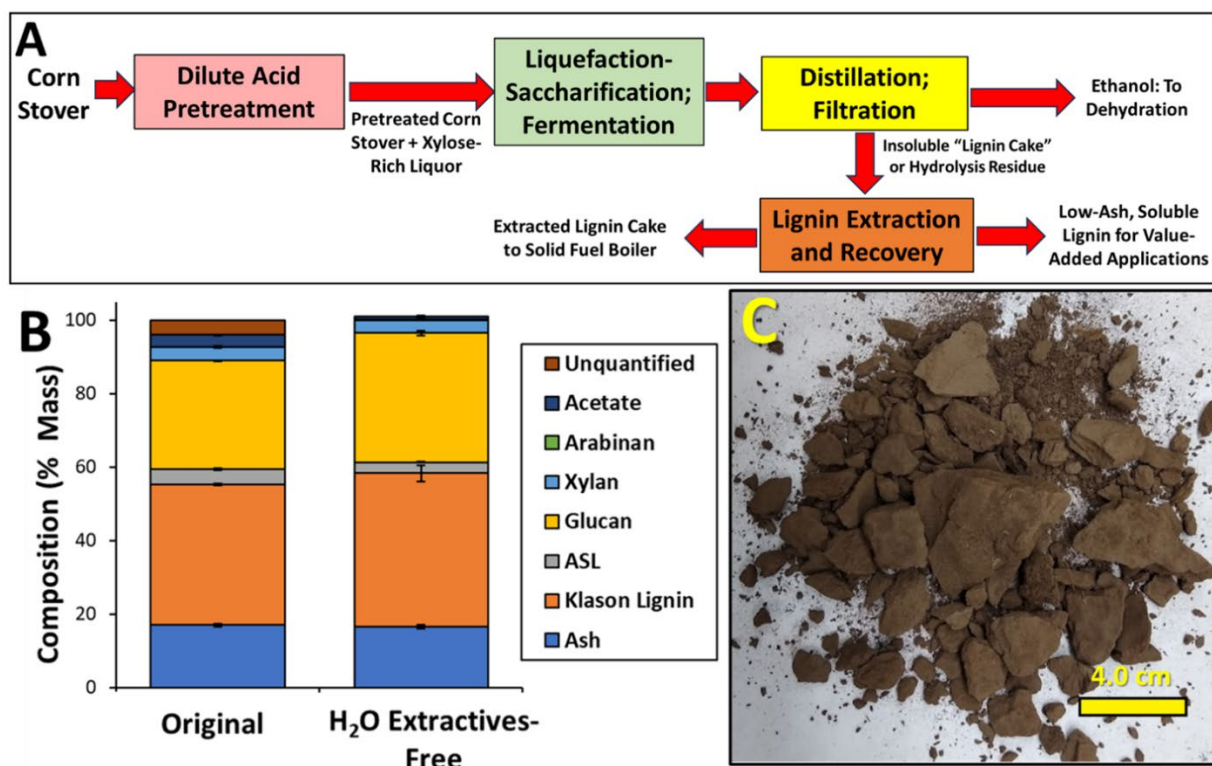 A
Corn
Stover
Dilute Acid
Pretreatment
Pretreated Corn
Stover + Xylose-
Rich Liquor
Liquefaction-
Saccharification;
Fermentation
Distillation;
Filtration
Ethanol: To
Dehydration
Insoluble “Lignin Cake”
or Hydrolysis Residue
Extracted Lignin Cake
to Solid Fuel Boiler
Lignin Extraction
and Recovery
Low-Ash, Soluble
Lignin for Value-
Added Applications
B
Composition (% Mass)
100
80
60
40
20
0
Original
H₂O Extractives-
Free
Unquantified
Acetate
Arabinan
Xylan
Glucan
ASL
Klason Lignin
Ash
C
4.0 cm